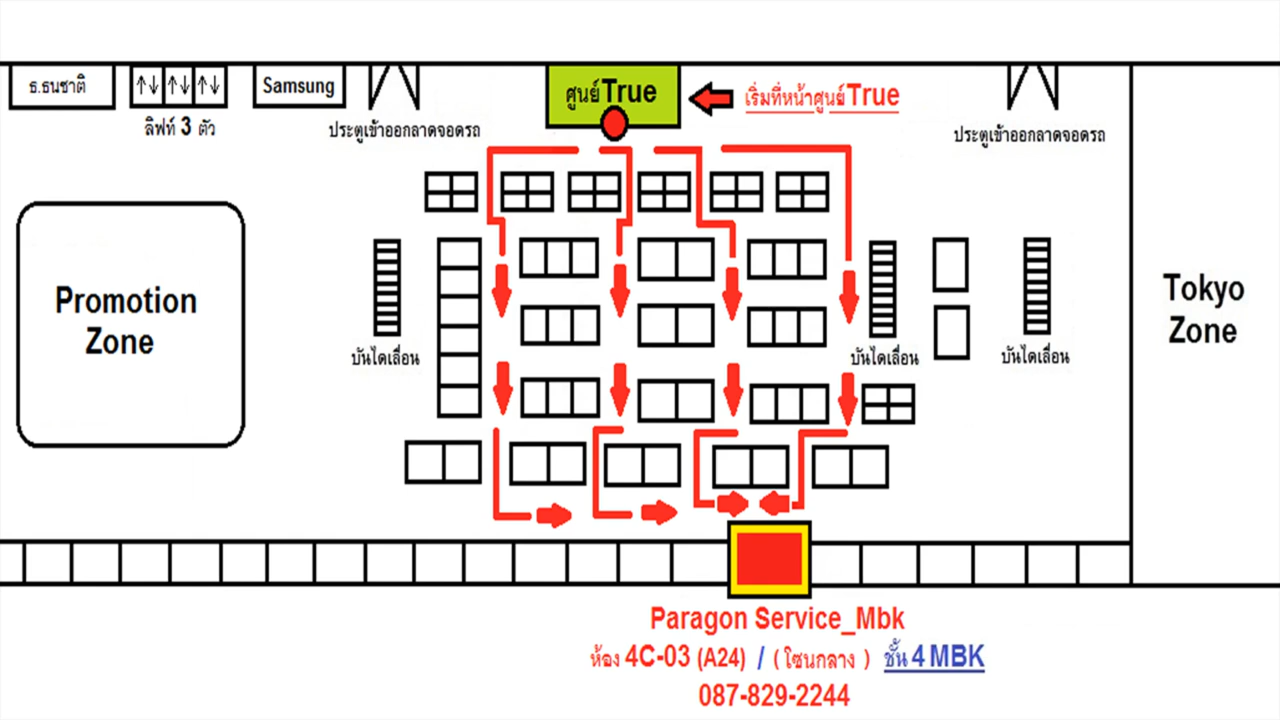 ธ.ธนชาติ
Samsung
ศูนย์ True
เริ่มที่หน้าศูนย์True
ลิฟท์ 3 ตัว
ประตูเข้าออกลาดจอดรถ
ประตูเข้าออกลาดจอดรถ
Promotion
Zone
Tokyo
Zone
บันไดเลื่อน
บันไดเลื่อน
บันไดเลื่อน
Paragon Service_Mbk
ห้อง 4C-03 (A24) / ( โซนกลาง ) ชั้น 4 MBK
087-829-2244